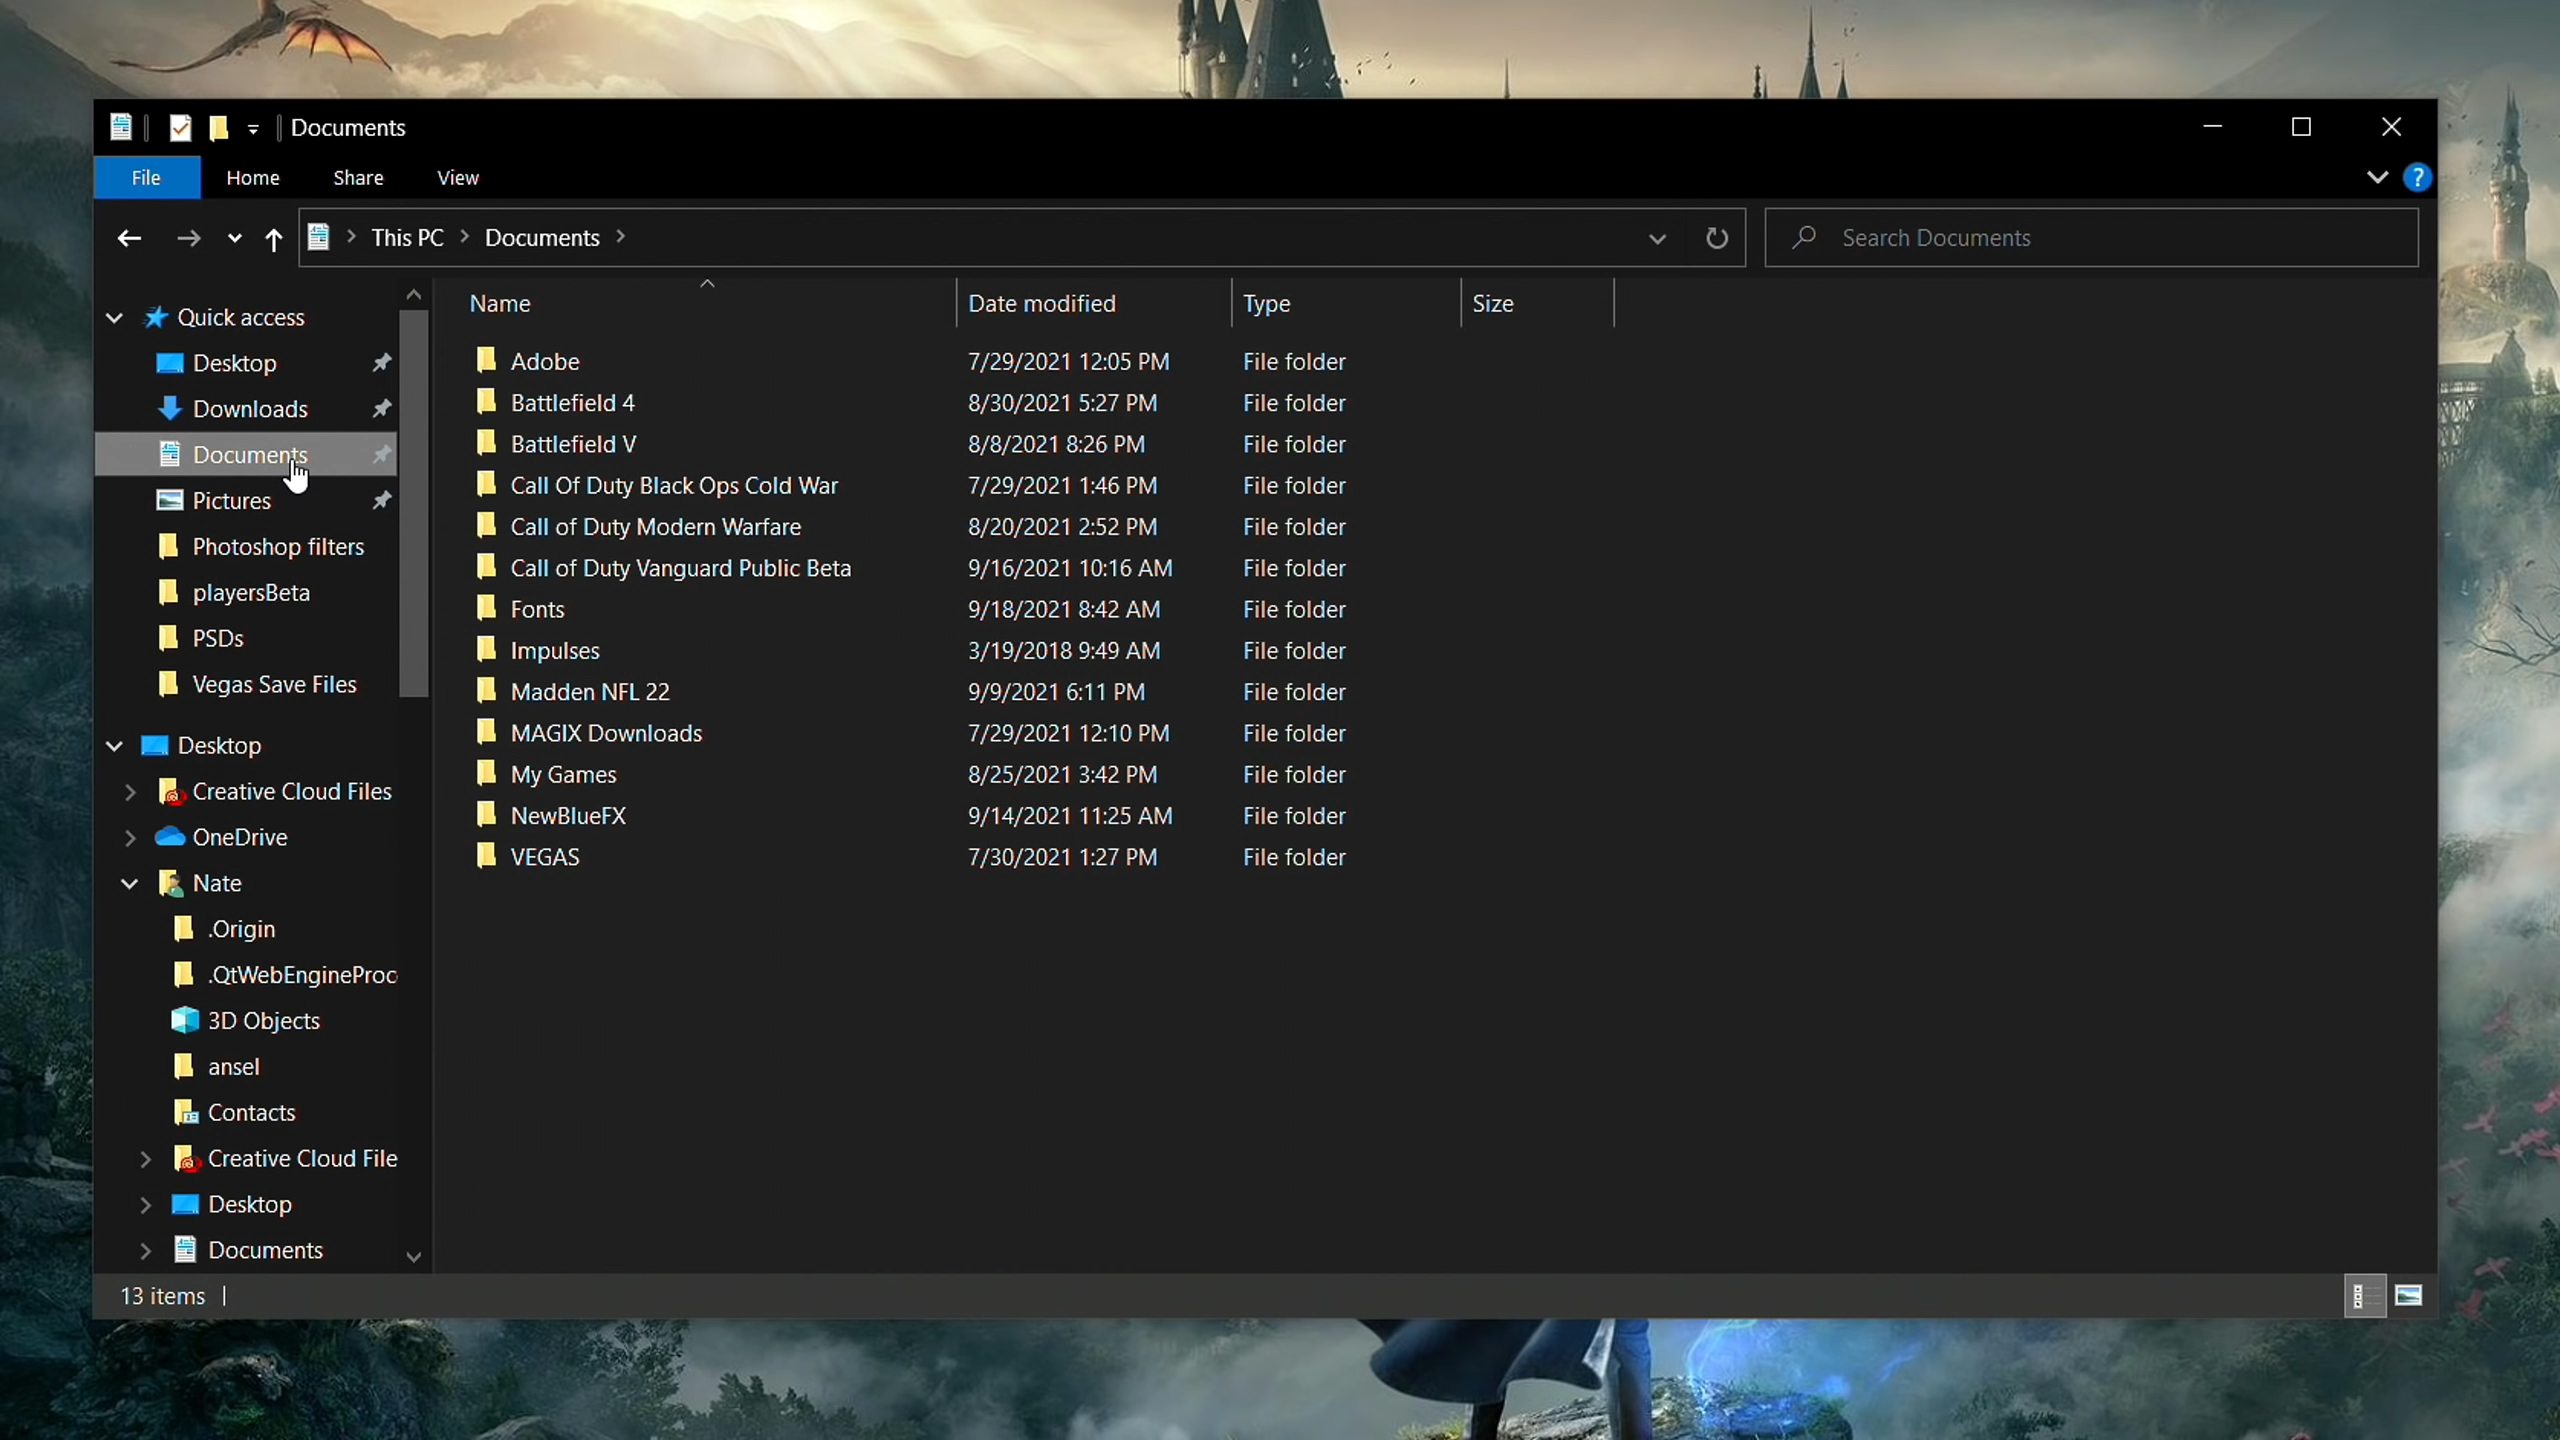 Documents
File Home Share View ?
This PC Documents Search Documents
Name Date modified Type Size
Quick access
Desktop
Downloads
Documents
Pictures
Photoshop filters
playersBeta
PSDs
Vegas Save Files
Desktop
Creative Cloud Files
OneDrive
Nate
.Origin
.QtWebEngineProc
3D Objects
ansel
Contacts
Creative Cloud File
Desktop
Documents
Adobe 7/29/2021 12:05 PM File folder
Battlefield 4 8/30/2021 5:27 PM File folder
Battlefield V 8/8/2021 8:26 PM File folder
Call Of Duty Black Ops Cold War 7/29/2021 1:46 PM File folder
Call of Duty Modern Warfare 8/20/2021 2:52 PM File folder
Call of Duty Vanguard Public Beta 9/16/2021 10:16 AM File folder
Fonts 9/18/2021 8:42 AM File folder
Impulses 3/19/2018 9:49 AM File folder
Madden NFL 22 9/9/2021 6:11 PM File folder
MAGIX Downloads 7/29/2021 12:10 PM File folder
My Games 8/25/2021 3:42 PM File folder
NewBlueFX 9/14/2021 11:25 AM File folder
VEGAS 7/30/2021 1:27 PM File folder
13 items